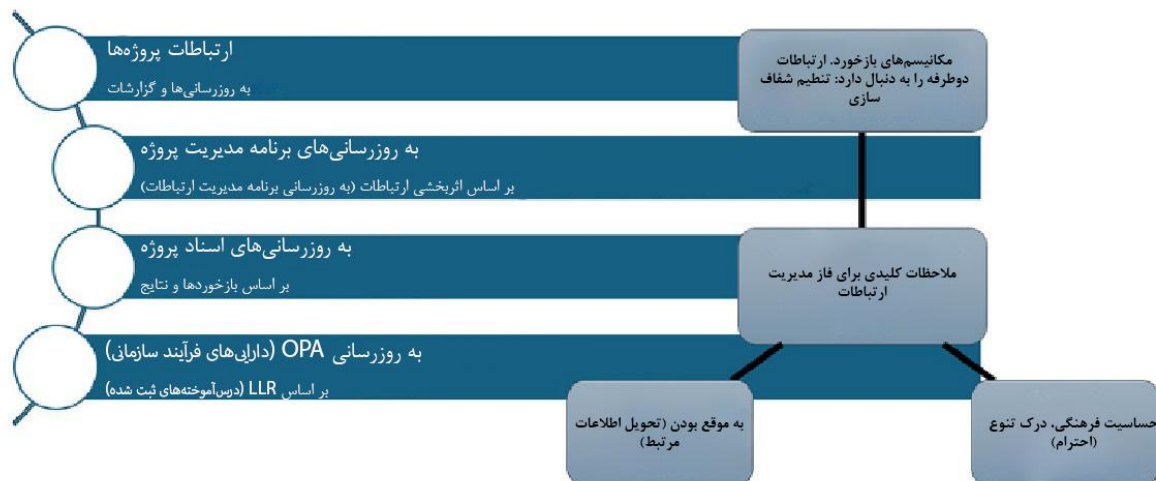 ارتباطات پروژه‌ها
به روزرسانی‌ها و گزارشات
مکانیسم‌های بازخورد. ارتباطات
دوطرفه را به دنبال دارد: تنظیم شفاف
سازی
به روزرسانی‌های برنامه مدیریت پروژه
بر اساس اثربخشی ارتباطات (به روزرسانی برنامه مدیریت ارتباطات)
به روزرسانی‌های اسناد پروژه
بر اساس بازخوردها و نتایج
ملاحظات کلیدی برای فاز مدیریت
ارتباطات
به روزرسانی OPA (دارایی‌های فرآیند سازمانی)
بر اساس LLR (درس‌آموخته‌های ثبت شده)
حساسیت فرهنگی، درک تنوع
(احترام)
به موقع بودن (تحویل اطلاعات
مرتبط)